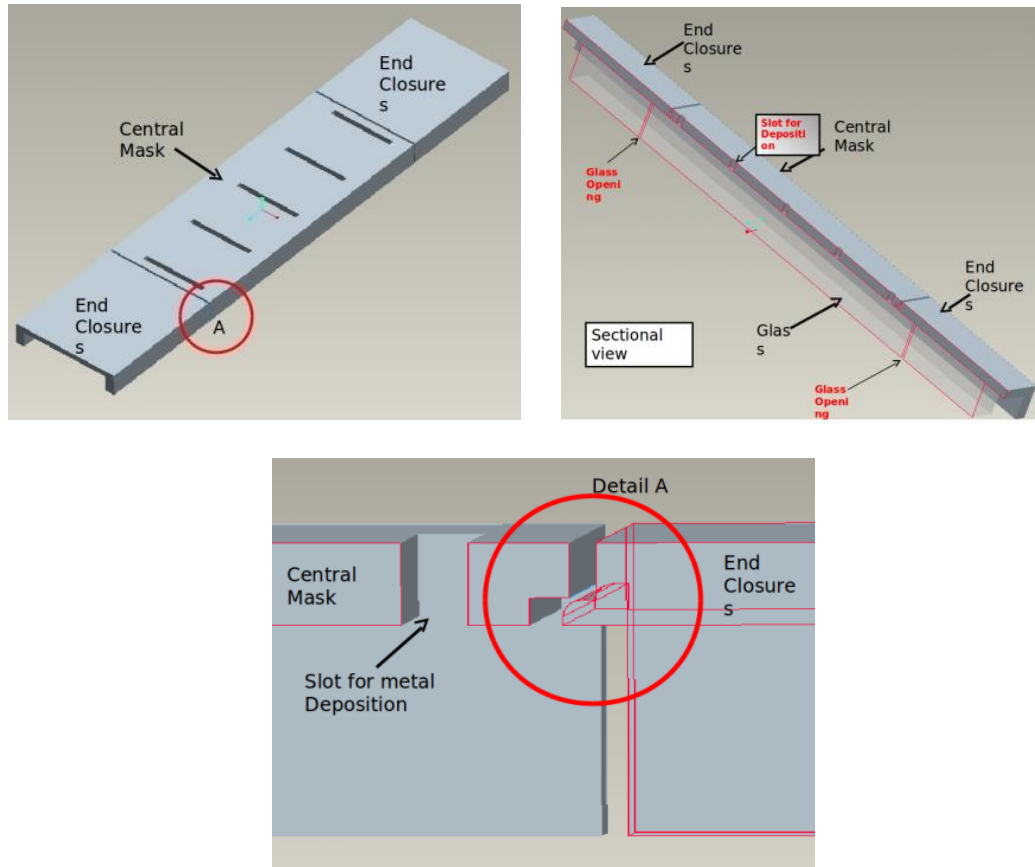 End
Closure
s
Central
Mask
A
End
Closure
s
End
Closure
s
Slot for
Depositi
on
Central
Mask
Glass
Openi
ng
End
Closure
s
Glas
s
Sectional
view
Glass
Openi
ng
Detail A
Central
Mask
End
Closure
s
Slot for metal
Deposition